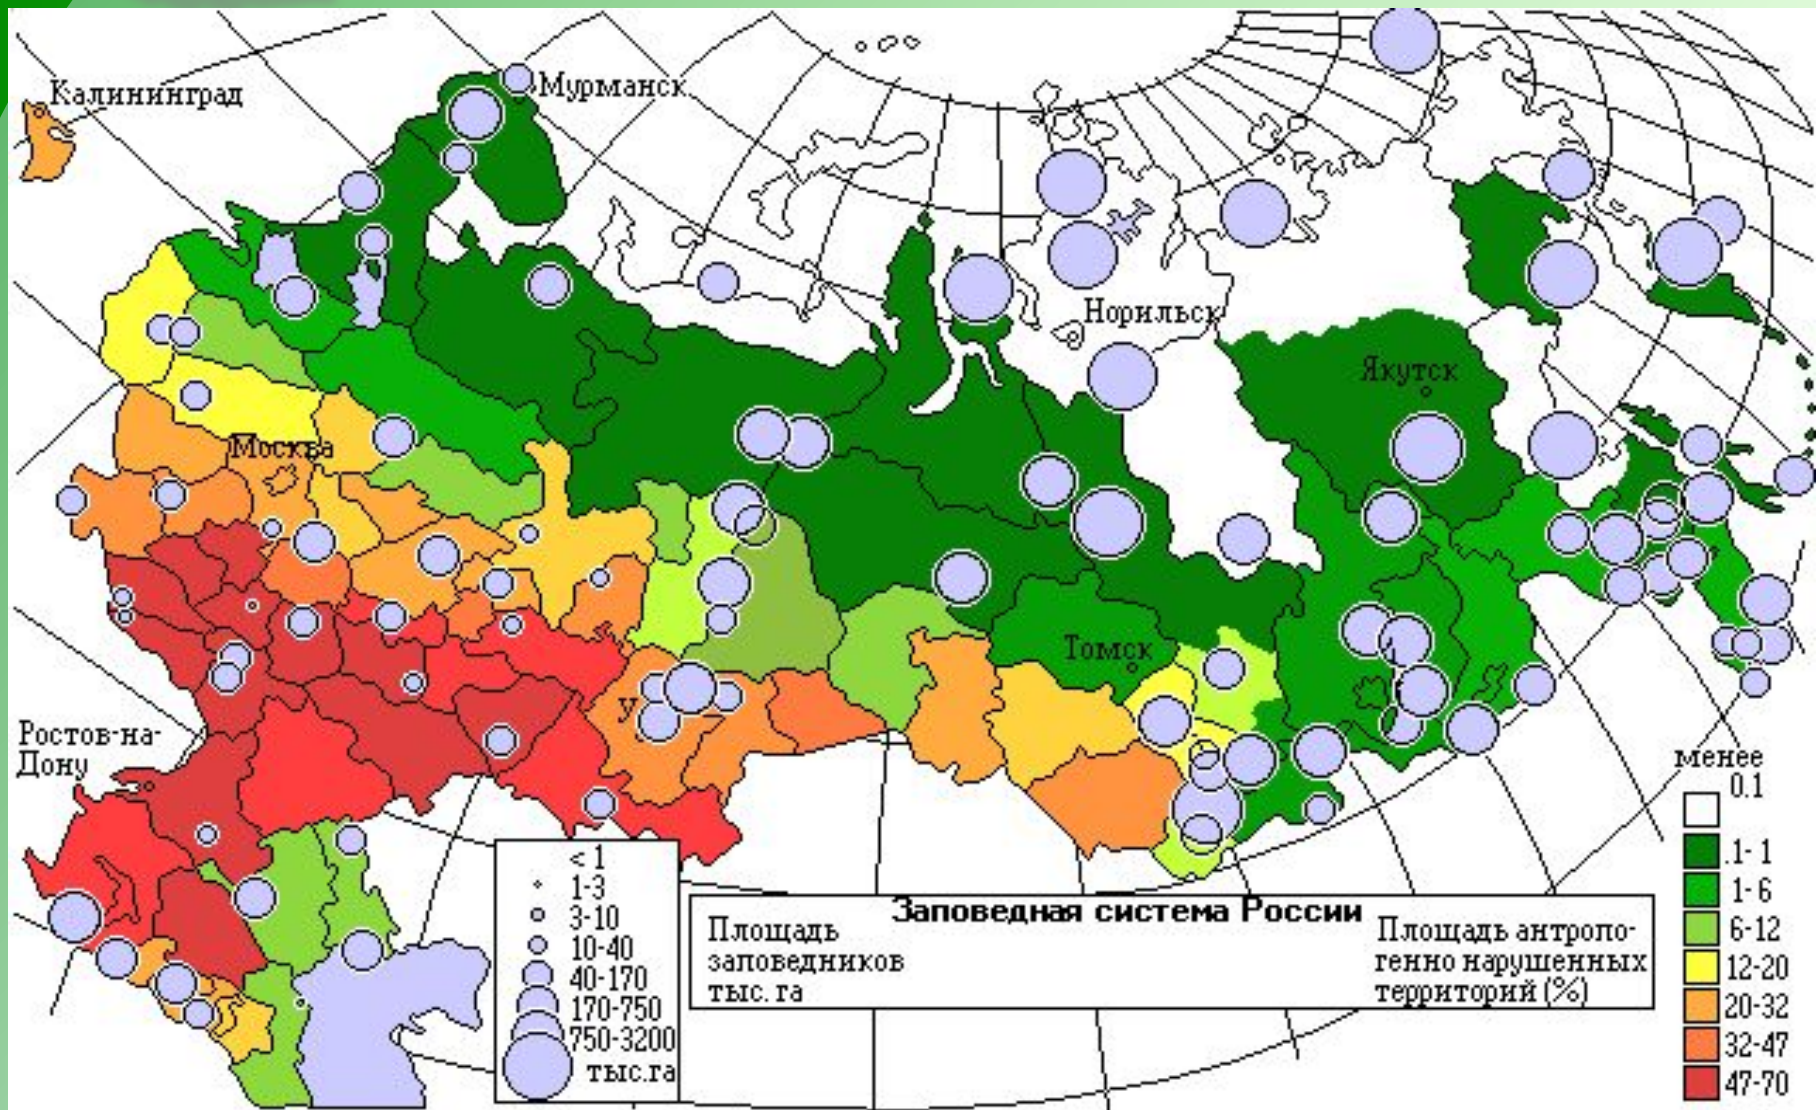 Калининград
Мурманск
Норильск
Якутск
Москва
Томск
У
Ростов-на-
Дону
менее
0.1
.1-1
1-6
6-12
12-20
20-32
32-47
47-70
< 1
1-3
3-10
10-40
40-170
170-750
750-3200
тыс.га
Заповедная система России
Площадь
заповедников
тыс. га
Площадь антропо-
генно нарушенных
территорий (%)